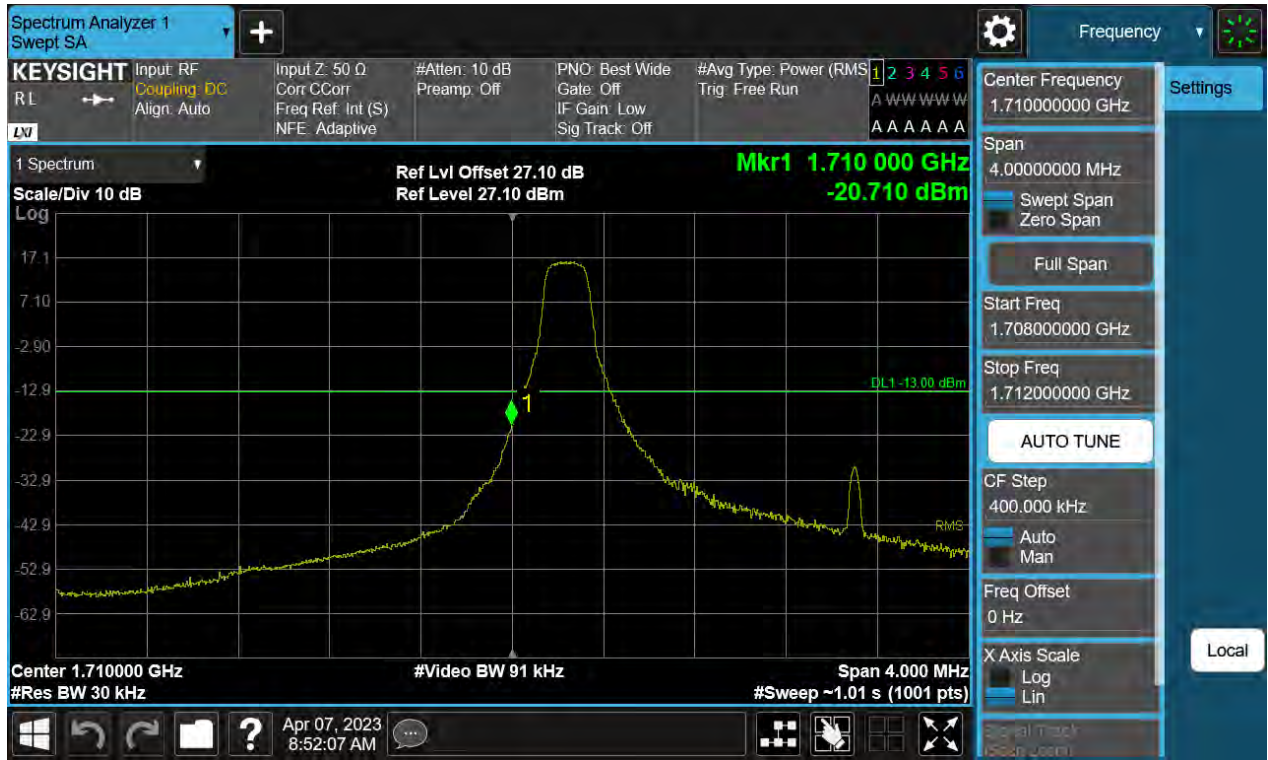 Spectrum Analyzer 1
Swept SA
Frequency
KEYSIGHT
RL
LXI
Input: RF
Coupling: DC
Align: Auto
Input Z: 50 Ω
Corr CCorr
Freq Ref: Int (S)
NFE: Adaptive
#Atten: 10 dB
Preamp: Off
PNO: Best Wide
Gate: Off
IF Gain: Low
Sig Track: Off
#Avg Type: Power (RMS
Trig: Free Run
1 2 3 4 5 6
A W W W W W
A A A A A A
1 Spectrum
Scale/Div 10 dB
Log
Ref Lvl Offset 27.10 dB
Ref Level 27.10 dBm
Mkr1 1.710 000 GHz
-20.710 dBm
17.1
7.10
-2.90
-12.9
-22.9
-32.9
-42.9
-52.9
-62.9
DL1 -13.00 dBm
1
RMS
Center 1.710000 GHz
#Res BW 30 kHz
#Video BW 91 kHz
Span 4.000 MHz
#Sweep ~1.01 s (1001 pts)
Center Frequency
1.710000000 GHz
Span
4.00000000 MHz
Swept Span
Zero Span
Full Span
Start Freq
1.708000000 GHz
Stop Freq
1.712000000 GHz
AUTO TUNE
CF Step
400.000 kHz
Auto
Man
Freq Offset
0 Hz
X Axis Scale
Log
Lin
Signal Track
(Span Zoom)
Settings
Local
?
Apr 07, 2023
8:52:07 AM